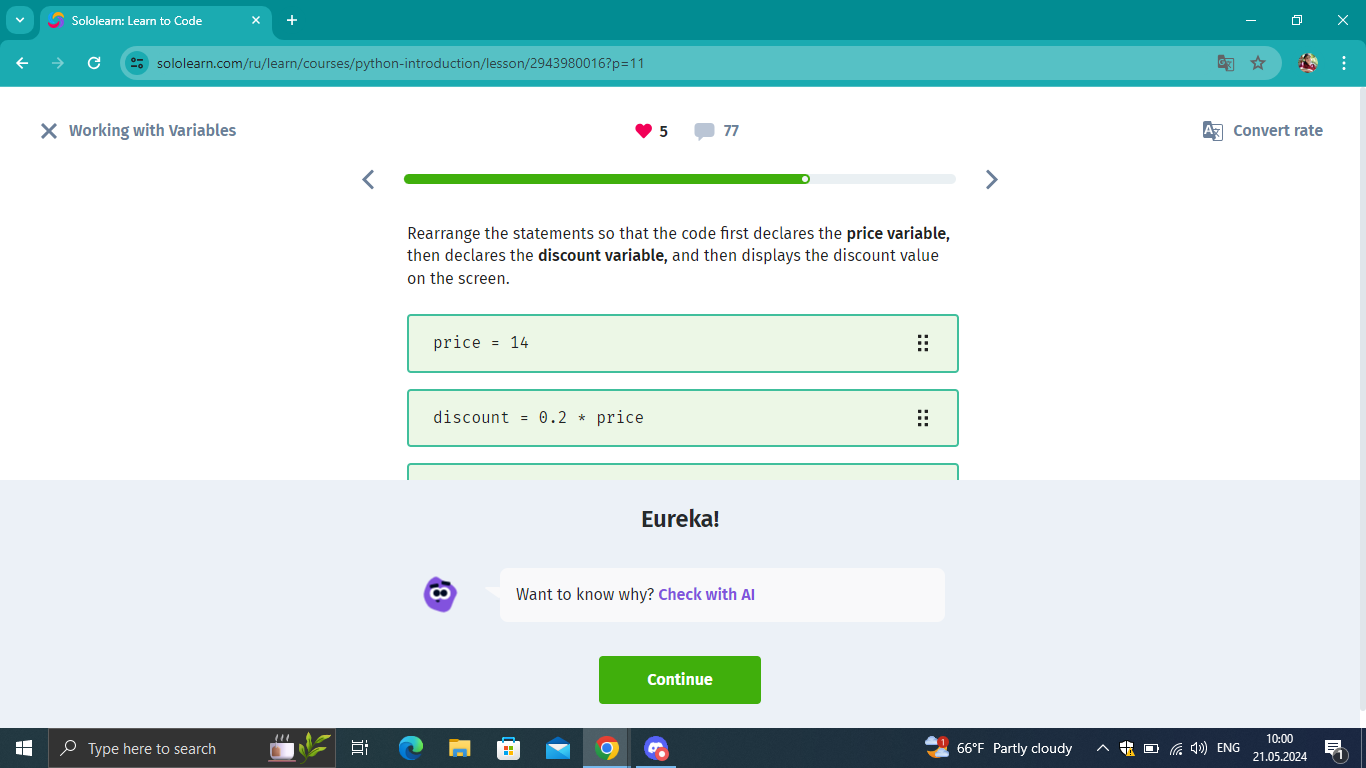 Sololearn: Learn to Code
sololearn.com/ru/learn/courses/python-introduction/lesson/2943980016?p=11
Working with Variables
5
77
Convert rate
Rearrange the statements so that the code first declares the price variable,
then declares the discount variable, and then displays the discount value
on the screen.
price = 14
discount = 0.2 * price
Eureka!
Want to know why? Check with AI
Continue
Type here to search
1
66°F Partly cloudy
ENG
10:00
21.05.2024
1